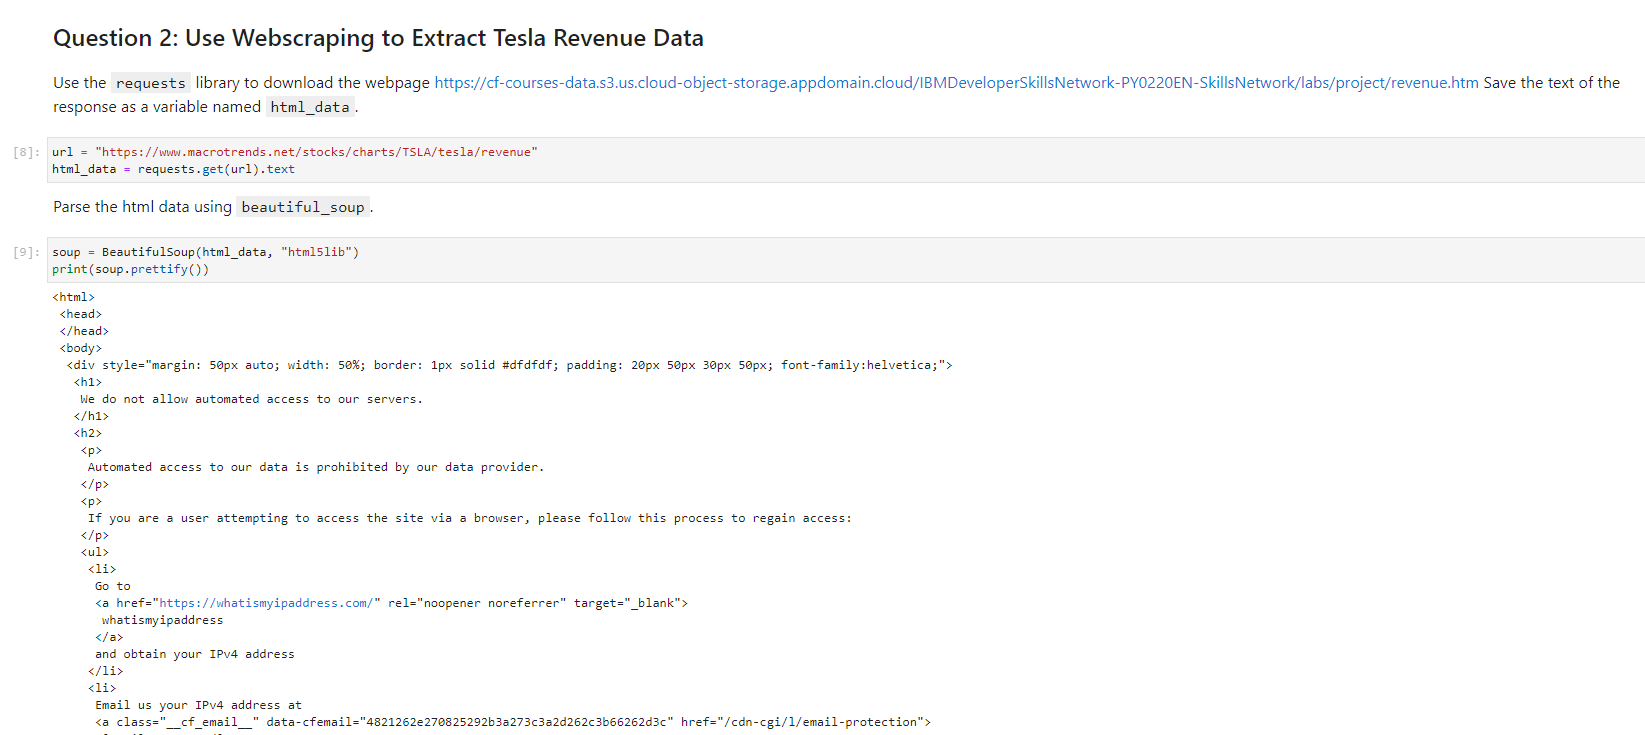 Question 2: Use Webscraping to Extract Tesla Revenue Data
Use the requests library to download the webpage https://cf-courses-data.s3.us.cloud-object-storage.appdomain.cloud/IBMDeveloperSkillsNetwork-PY0220EN-SkillsNetwork/labs/project/revenue.htm Save the text of the
response as a variable named html_data.
[8]: url = "https://www.macrotrends.net/stocks/charts/TSLA/tesla/revenue"
html_data = requests.get(url).text
Parse the html data using beautiful_soup.
[9]: soup = BeautifulSoup(html_data, "html5lib")
print(soup.prettify())
<html>
<head>
</head>
<body>
<div style="margin: 50px auto; width: 50%; border: 1px solid #dfdfdf; padding: 20px 50px 30px 50px; font-family:helvetica;">
<h1>
We do not allow automated access to our servers.
</h1>
<h2>
<p>
Automated access to our data is prohibited by our data provider.
</p>
<p>
If you are a user attempting to access the site via a browser, please follow this process to regain access:
</p>
<ul>
<li>
Go to
<a href="https://whatismyipaddress.com/" rel="noopener noreferrer" target="_blank">
whatismyipaddress
</a>
and obtain your IPv4 address
</li>
<li>
Email us your IPv4 address at
<a class="__cf_email__" data-cfemail="4821262e270825292b3a273c3a2d262c3b66262d3c" href="/cdn-cgi/l/email-protection">